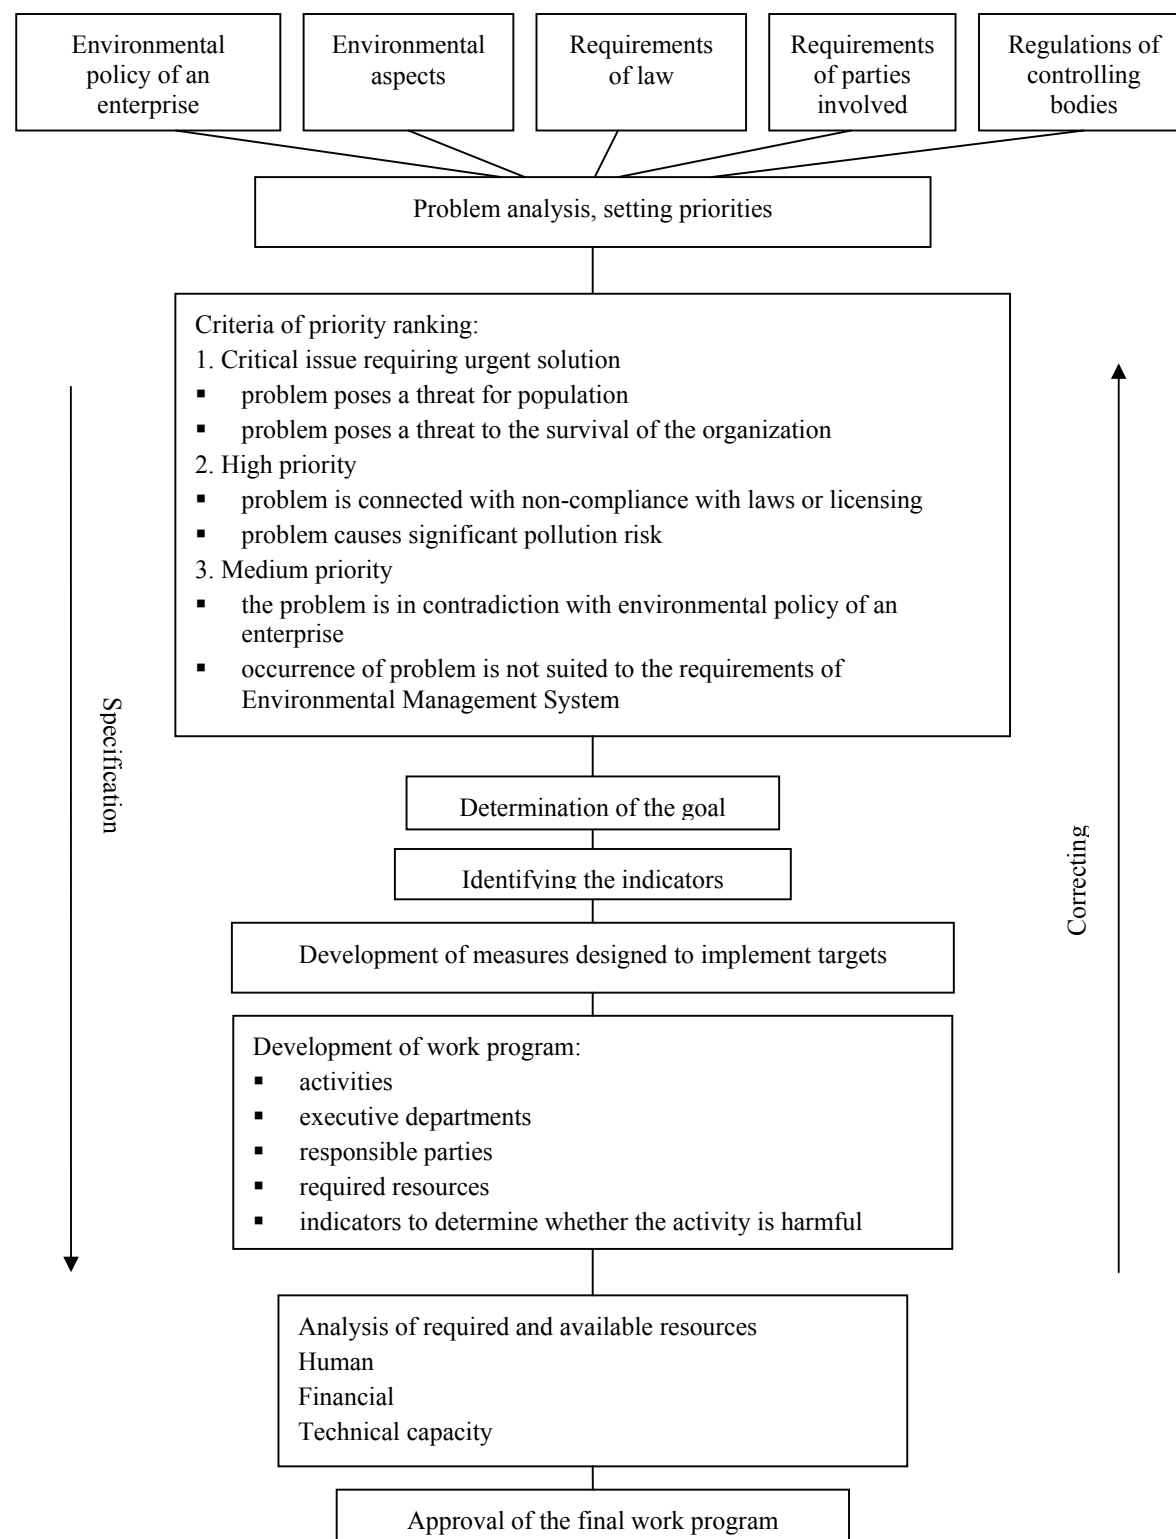 Environmental
policy of an
enterprise
Environmental
aspects
Requirements
of law
Requirements
of parties
involved
Regulations of
controlling
bodies
Problem analysis, setting priorities
Criteria of priority ranking:
1. Critical issue requiring urgent solution
▪ problem poses a threat for population
▪ problem poses a threat to the survival of the organization
2. High priority
▪ problem is connected with non-compliance with laws or licensing
▪ problem causes significant pollution risk
3. Medium priority
▪ the problem is in contradiction with environmental policy of an
enterprise
▪ occurrence of problem is not suited to the requirements of
Environmental Management System
Specification
Correcting
Determination of the goal
Identifying the indicators
Development of measures designed to implement targets
Development of work program:
▪ activities
▪ executive departments
▪ responsible parties
▪ required resources
▪ indicators to determine whether the activity is harmful
Analysis of required and available resources
Human
Financial
Technical capacity
Approval of the final work program